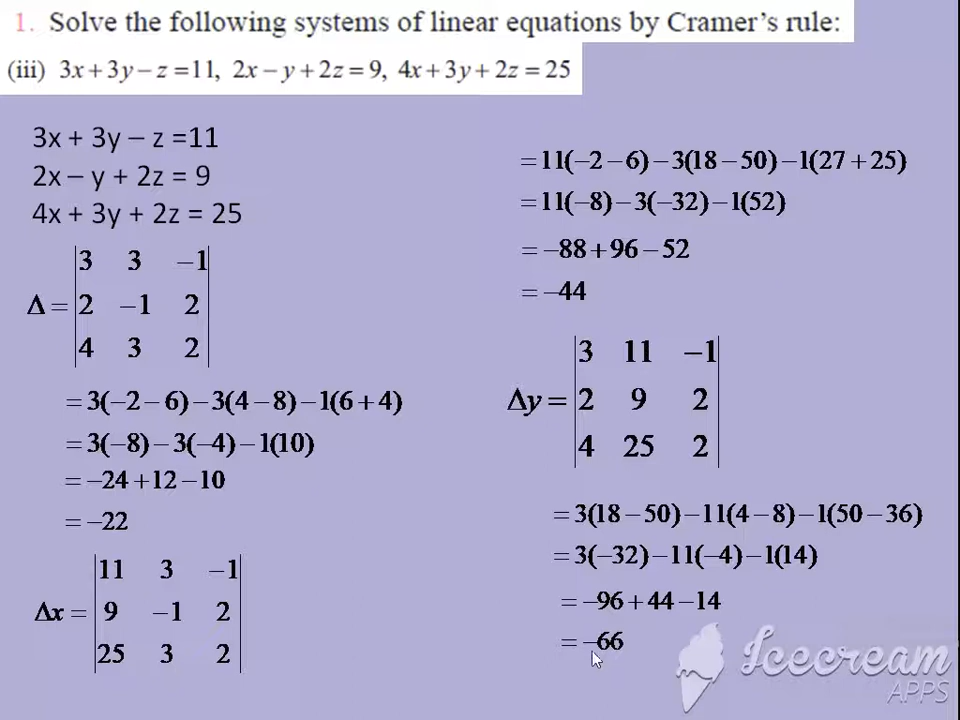 1. Solve the following systems of linear equations by Cramer's rule:
(iii) 3x + 3y − z = 11, 2x − y + 2z = 9, 4x + 3y + 2z = 25
3x + 3y – z =11
2x – y + 2z = 9
4x + 3y + 2z = 25
3 3 −1
Δ = 2 −1 2
4 3 2
= 3(−2 − 6) − 3(4 − 8) − 1(6 + 4)
= 3(−8) − 3(−4) − 1(10)
= −24 + 12 − 10
= −22
11 3 −1
Δx = 9 −1 2
25 3 2
= 11(−2 − 6) − 3(18 − 50) − 1(27 + 25)
= 11(−8) − 3(−32) − 1(52)
= −88 + 96 − 52
= −44
3 11 −1
Δy = 2 9 2
4 25 2
= 3(18 − 50) − 11(4 − 8) − 1(50 − 36)
= 3(−32) − 11(−4) − 1(14)
= −96 + 44 − 14
= −66
Icecream
APPS